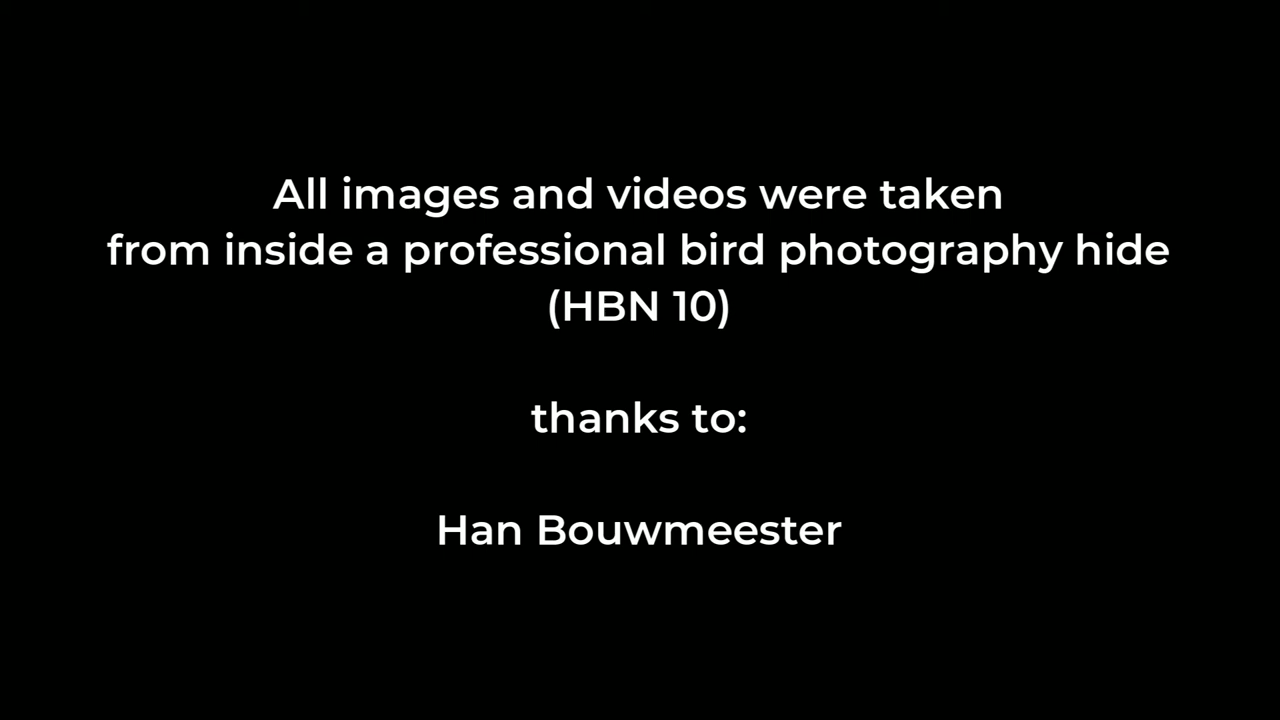 All images and videos were taken
from inside a professional bird photography hide
(HBN 10)
thanks to:
Han Bouwmeester